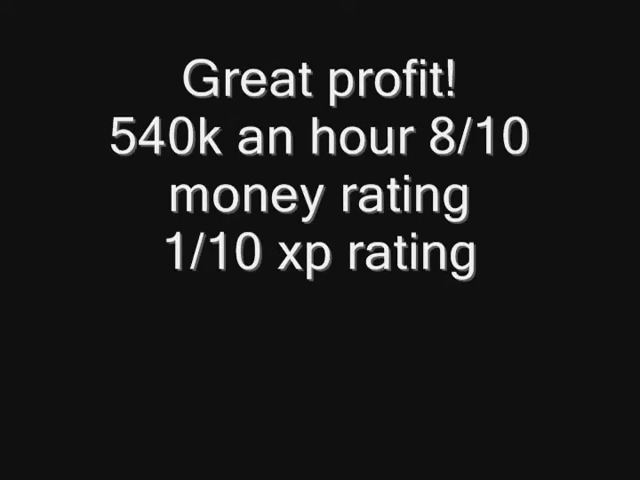 Great profit!
540k an hour 8/10
money rating
1/10 xp rating